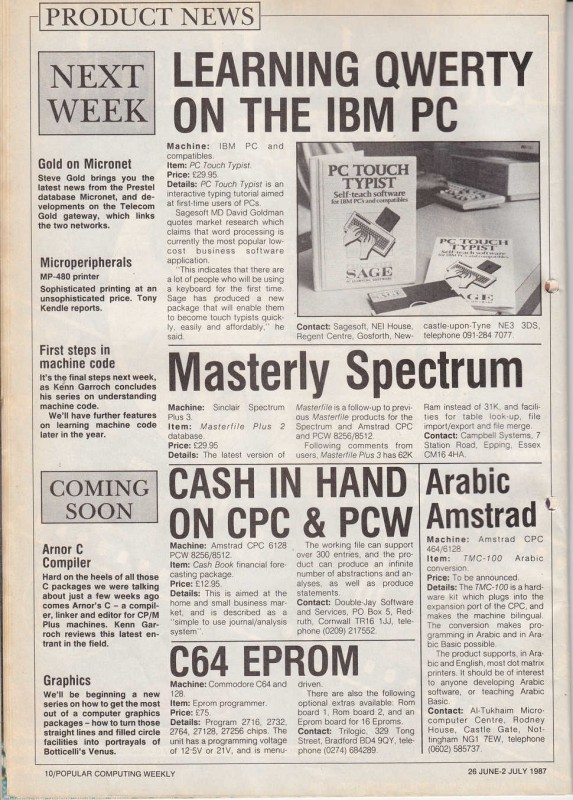 PRODUCT NEWS
NEXT
WEEK
Gold on Micronet
Steve Gold brings you the
latest news from the Prestel
database Micronet, and de-
velopments on the Telecom
Gold gateway, which links
the two networks.
Microperipherals
MP-480 printer
Sophisticated printing at an
unsophisticated price. Tony
Kendle reports.
First steps in
machine code
It's the final steps next week,
as Kenn Garroch concludes
his series on understanding
machine code.
We'll have further features
on learning machine code
later in the year.
COMING
SOON
Arnor C
Compiler
Hard on the heels of all those
C packages we were talking
about just a few weeks ago
comes Arnor's C – a compil-
er, linker and editor for CP/M
Plus machines. Kenn Gar-
roch reviews this latest en-
trant in the field.
Graphics
We'll be beginning a new
series on how to get the most
out of a computer graphics
packages – how to turn those
straight lines and filled circle
facilities into portrayals of
Botticelli's Venus.
LEARNING QWERTY
ON THE IBM PC
Machine: IBM PC and
compatibles.
Item: PC Touch Typist.
Price: £29.95.
Details: PC Touch Typist is an
interactive typing tutorial aimed
at first-time users of PCs.
Sagesoft MD David Goldman
quotes market research which
claims that word processing is
currently the most popular low-
cost business software
application.
"This indicates that there are
a lot of people who will be using
a keyboard for the first time.
Sage has produced a new
package that will enable them
to become touch typists quick-
ly, easily and affordably," he
said.
PC TOUCH
TYPIST
Self-teach software
for IBM PCs and compatibles
SAGE
PC TOUCH
TYPIST
Self-teach software
for IBM PCs and compatibles
SAGE
Contact: Sagesoft, NEI House,
Regent Centre, Gosforth, New-
castle-upon-Tyne NE3 3DS,
telephone 091-284 7077.
Masterly Spectrum
Machine: Sinclair Spectrum
Plus 3.
Item: Masterfile Plus 2
database.
Price: £29.95
Details: The latest version of
Masterfile is a follow-up to previ-
ous Masterfile products for the
Spectrum and Amstrad CPC
and PCW 8256/8512.
Following comments from
users, Masterfile Plus 3 has 62K
Ram instead of 31K, and facili-
ties for table look-up, file
import/export and file merge.
Contact: Campbell Systems, 7
Station Road, Epping, Essex
CM16 4HA.
CASH IN HAND
ON CPC & PCW
Machine: Amstrad CPC 6128
PCW 8256/8512.
Item: Cash Book financial fore-
casting package.
Price: £12.95.
Details: This is aimed at the
home and small business mar-
ket, and is described as a
"simple to use journal/analysis
system".
The working file can support
over 300 entries, and the pro-
duct can produce an infinite
number of abstractions and an-
alyses as well as produce
statements.
Contact: Double-Jay Software
and Services, PO Box 5, Red-
ruth, Cornwall TR16 1JJ, tele-
phone (0209) 217552.
Arabic
Amstrad
Machine: Amstrad CPC
464/6128.
Item: TMC-100 Arabic
conversion.
Price: To be announced.
Details: The TMC-100 is a hard-
ware kit which plugs into the
expansion port of the CPC, and
makes the machine bilingual.
The conversion makes pro-
gramming in Arabic and in Ara-
bic Basic possible.
The product supports, in Ara-
bic and English, most dot matrix
printers. It should be of interest
to anyone developing Arabic
software, or teaching Arabic
Basic.
Contact: Al-Tukhaim Micro-
computer Centre, Rodney
House, Castle Gate, Not-
tingham NG1 7EW, telephone
(0602) 585737.
C64 EPROM
Machine: Commodore C64 and
128.
Item: Eprom programmer.
Price: £75.
Details: Program 2716, 2732,
2764, 27128, 27256 chips. The
unit has a programming voltage
of 12·5V or 21V, and is menu-
driven.
There are also the following
optional extras available: Rom
board 1, Rom board 2, and an
Eprom board for 16 Eproms.
Contact: Trilogic, 329 Tong
Street, Bradford BD4 9QY, tele-
phone (0274) 684289.
10/POPULAR COMPUTING WEEKLY
26 JUNE-2 JULY 1987